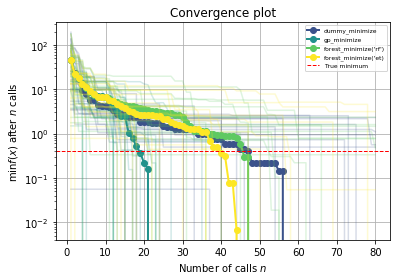 Convergence plot
dummy_minimize
gp_minimize
forest_minimize('rf')
forest_minimize('et')
True minimum
min f(x) after n calls
10²
10¹
10⁰
10⁻¹
10⁻²
0 10 20 30 40 50 60 70 80
Number of calls n